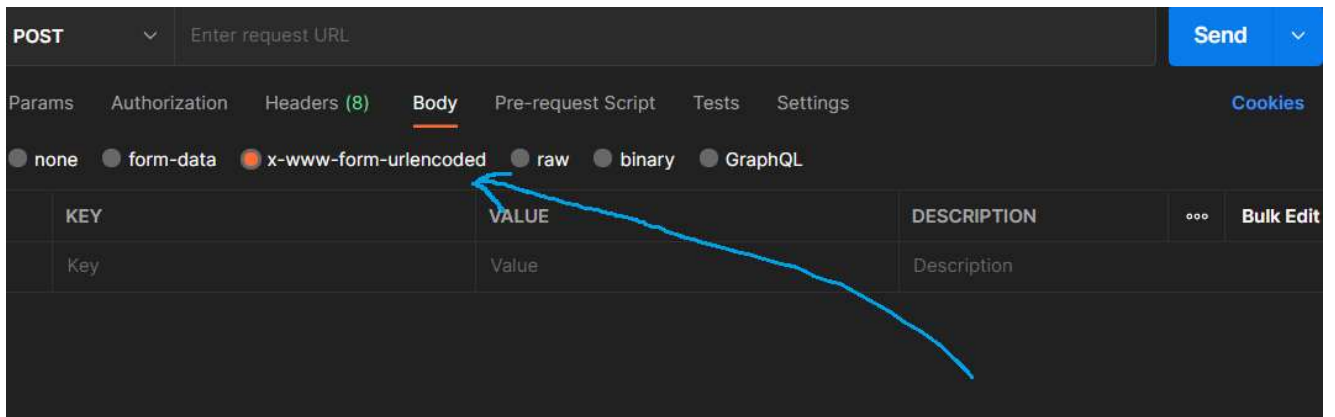 POST Enter request URL Send
Params Authorization Headers (8) Body Pre-request Script Tests Settings Cookies
none form-data x-www-form-urlencoded raw binary GraphQL
KEY VALUE DESCRIPTION ooo Bulk Edit
Key Value Description